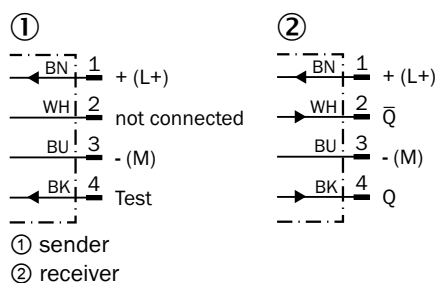 ① ②
BN 1 + (L+) BN 1 + (L+)
WH 2 not connected WH 2 Q̅
BU 3 - (M) BU 3 - (M)
BK 4 Test BK 4 Q
① sender
② receiver